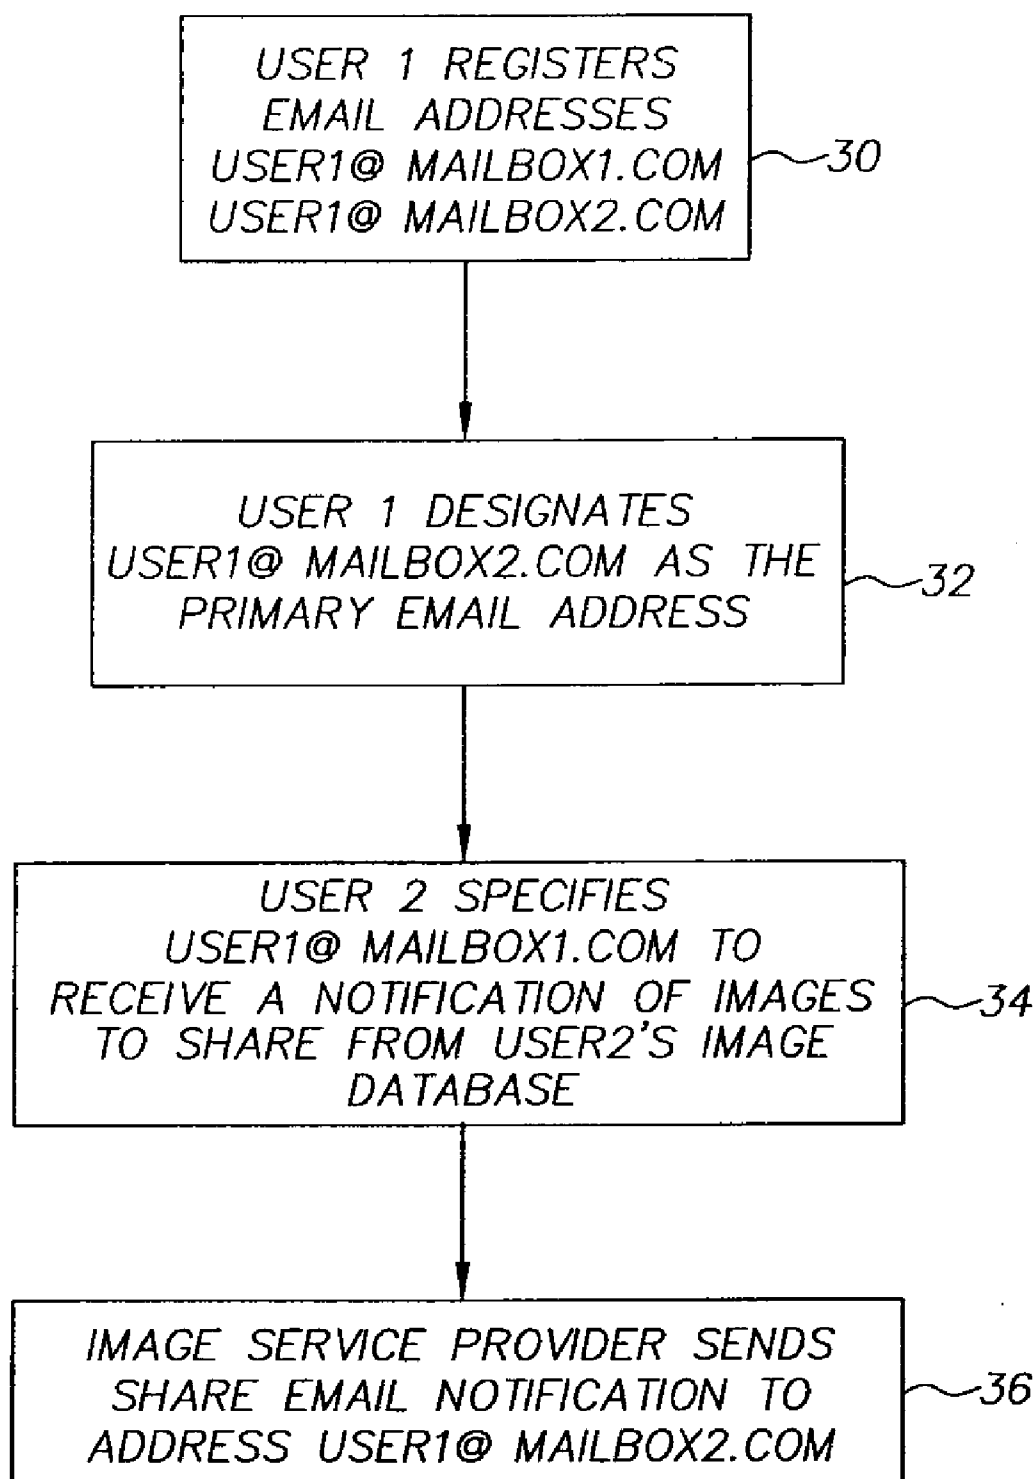 USER 1 REGISTERS
EMAIL ADDRESSES
USER1@ MAILBOX1.COM
USER1@ MAILBOX2.COM
30
USER 1 DESIGNATES
USER1@ MAILBOX2.COM AS THE
PRIMARY EMAIL ADDRESS
32
USER 2 SPECIFIES
USER1@ MAILBOX1.COM TO
RECEIVE A NOTIFICATION OF IMAGES
TO SHARE FROM USER2'S IMAGE
DATABASE
34
IMAGE SERVICE PROVIDER SENDS
SHARE EMAIL NOTIFICATION TO
ADDRESS USER1@ MAILBOX2.COM
36